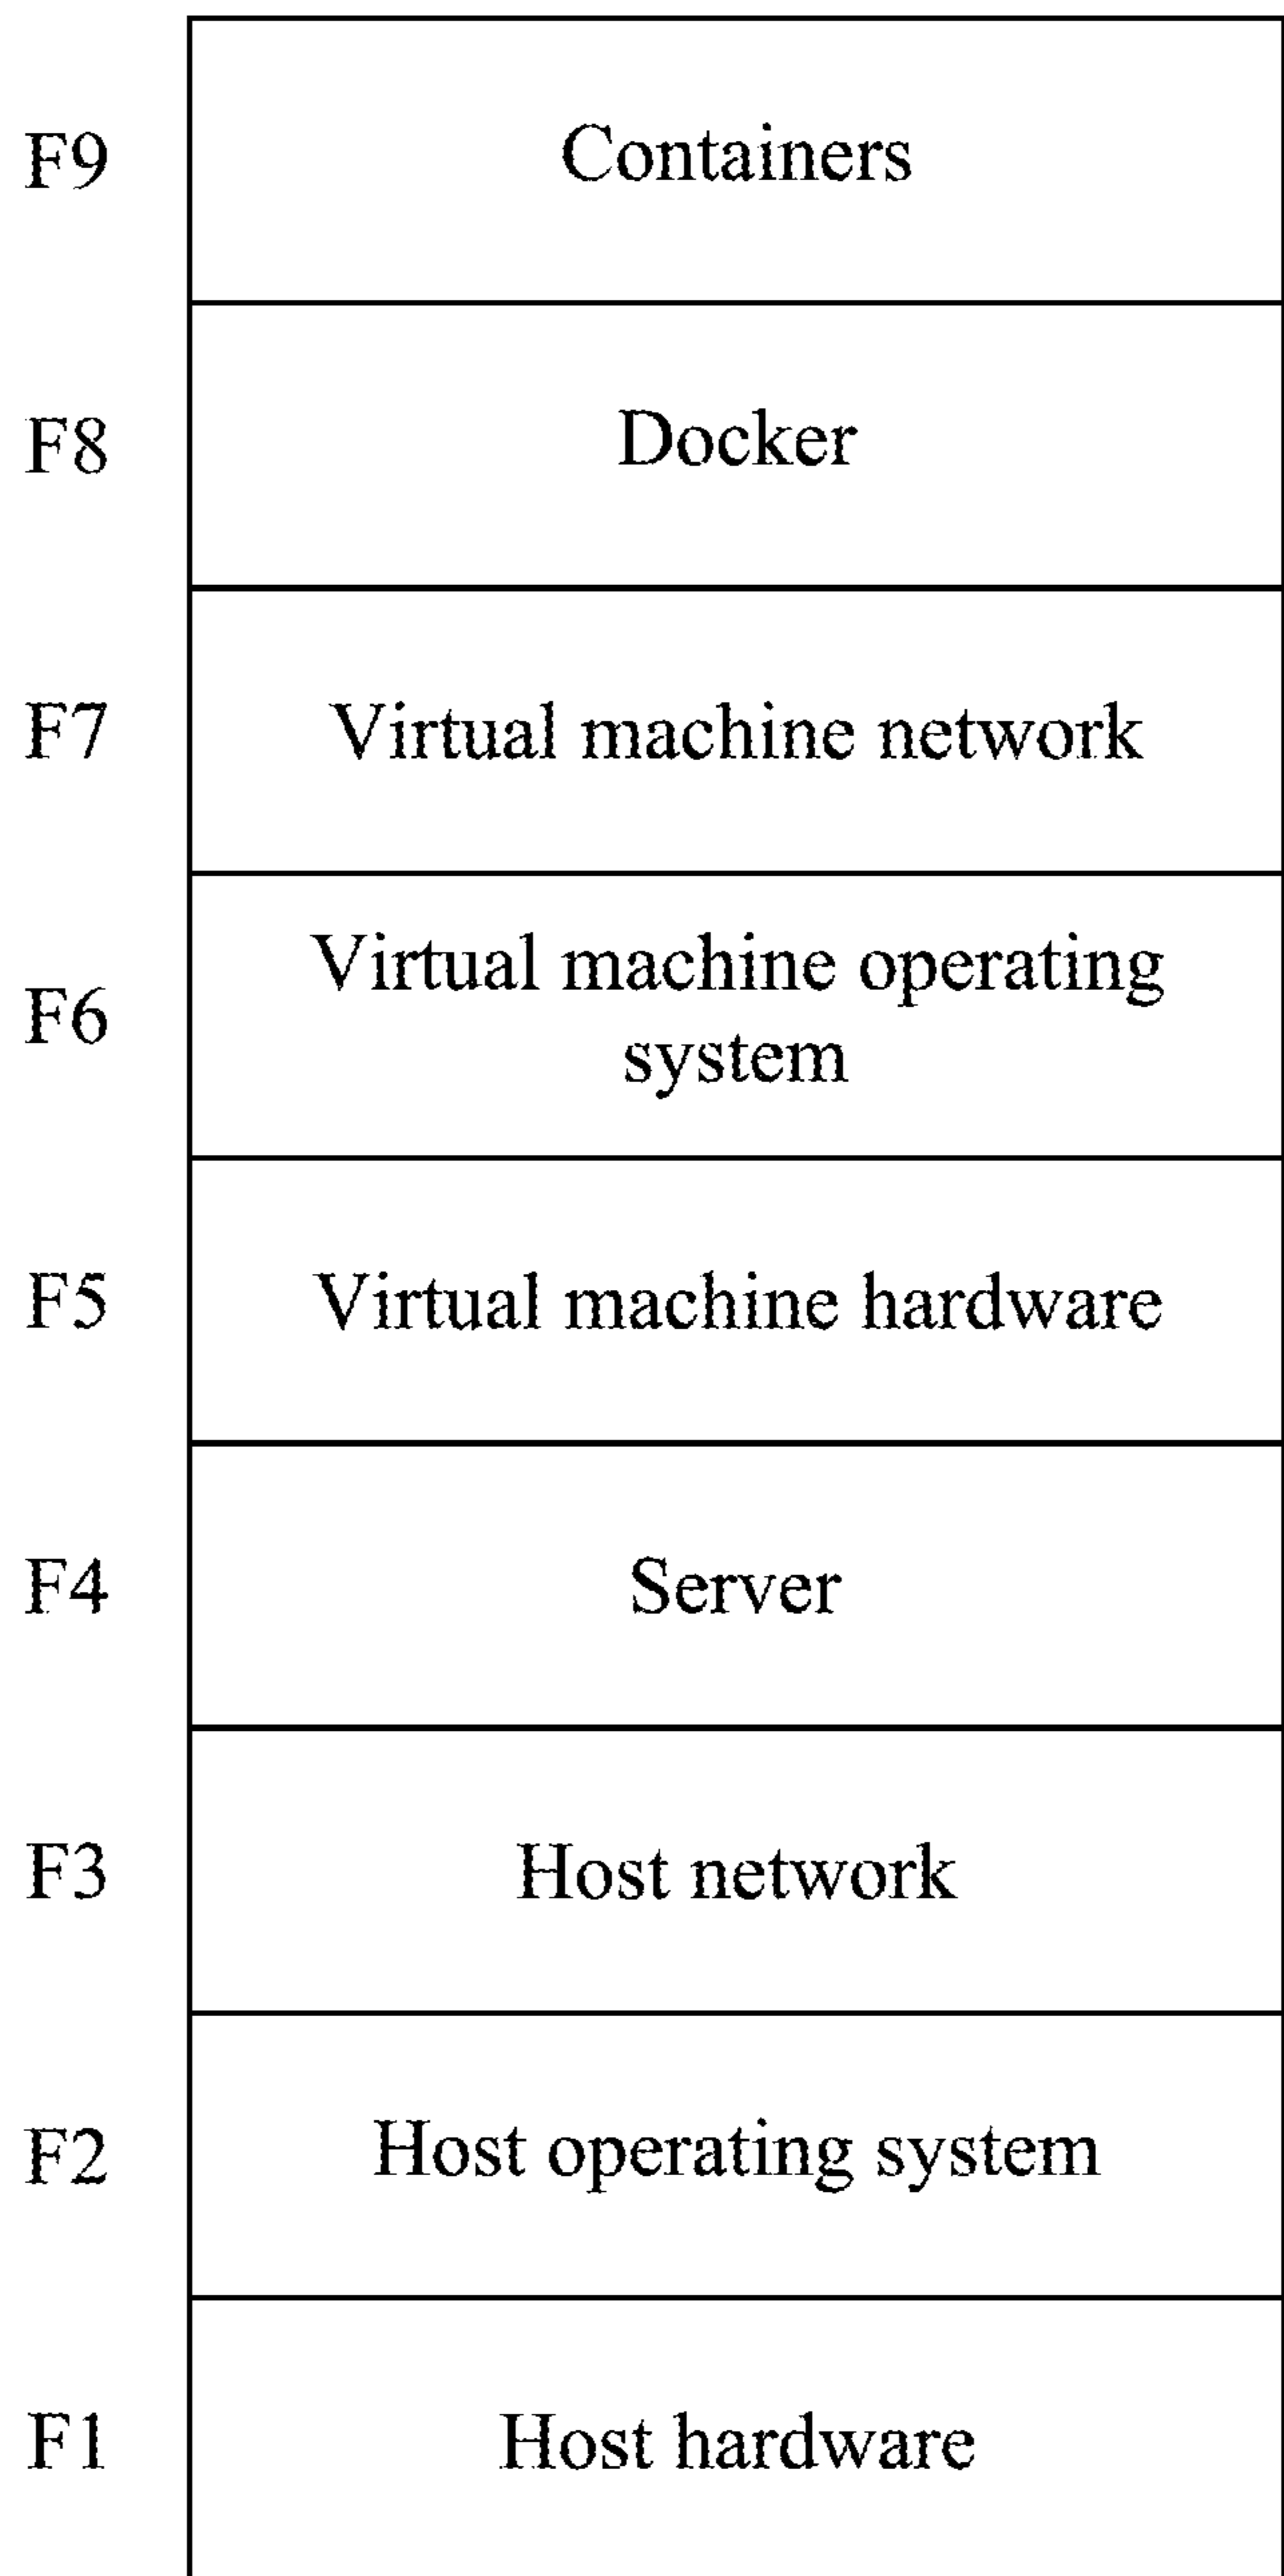 F9 Containers
F8 Docker
F7 Virtual machine network
F6 Virtual machine operating
system
F5 Virtual machine hardware
F4 Server
F3 Host network
F2 Host operating system
F1 Host hardware